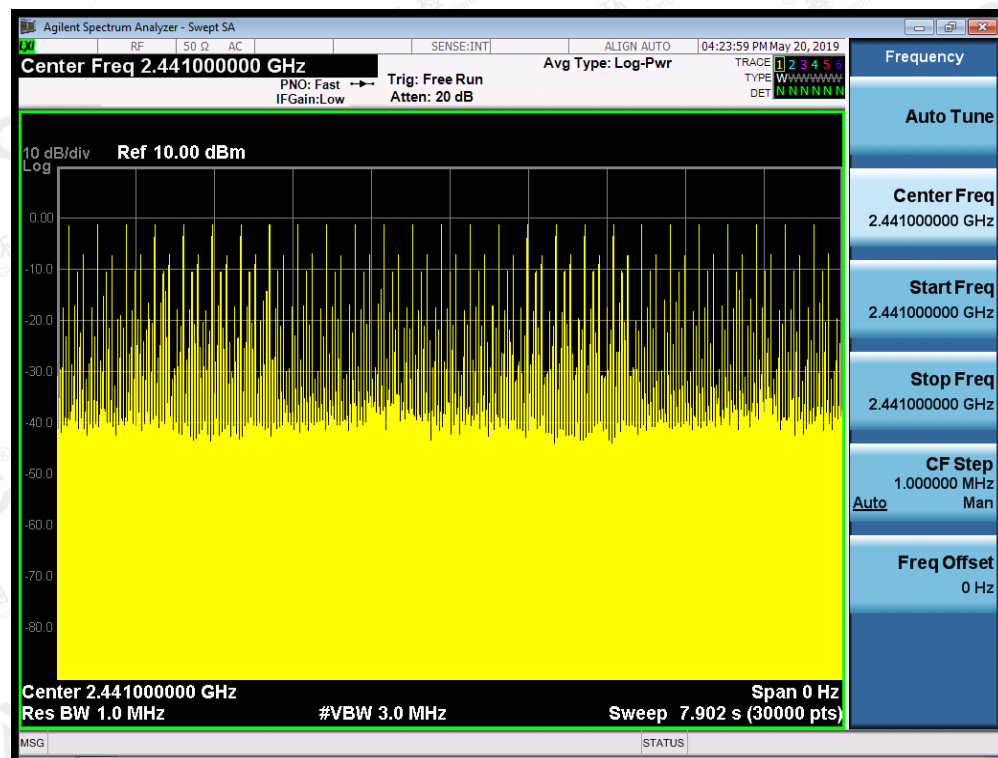 Agilent Spectrum Analyzer - Swept SA
LXI RF 50 Ω AC SENSE:INT ALIGN AUTO 04:23:59 PM May 20, 2019
Center Freq 2.441000000 GHz
PNO: Fast
IFGain:Low
Trig: Free Run
Atten: 20 dB
Avg Type: Log-Pwr
TRACE 1 2 3 4 5 6
TYPE WWWWWWW
DET N N N N N N
10 dB/div Ref 10.00 dBm
Log
0.00
-10.0
-20.0
-30.0
-40.0
-50.0
-60.0
-70.0
-80.0
Center 2.441000000 GHz Span 0 Hz
Res BW 1.0 MHz #VBW 3.0 MHz Sweep 7.902 s (30000 pts)
MSG STATUS
Frequency
Auto Tune
Center Freq
2.441000000 GHz
Start Freq
2.441000000 GHz
Stop Freq
2.441000000 GHz
CF Step
1.000000 MHz
Auto Man
Freq Offset
0 Hz